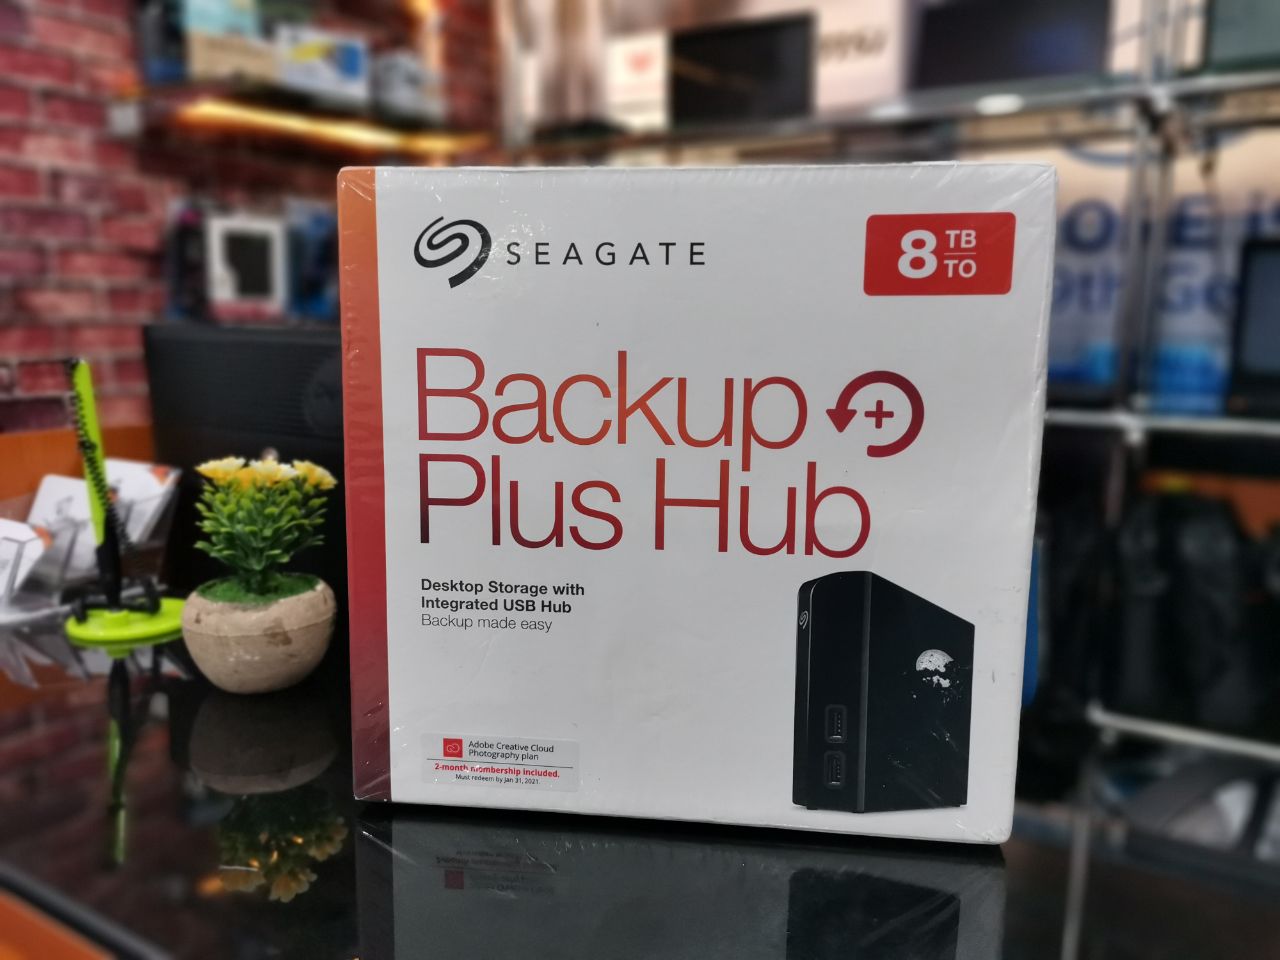 SEAGATE
8 TB
TO
Backup
Plus Hub
Desktop Storage with
Integrated USB Hub
Backup made easy
Adobe Creative Cloud
Photography plan
2-month membership included.
Must redeem by Jan 31, 2021.